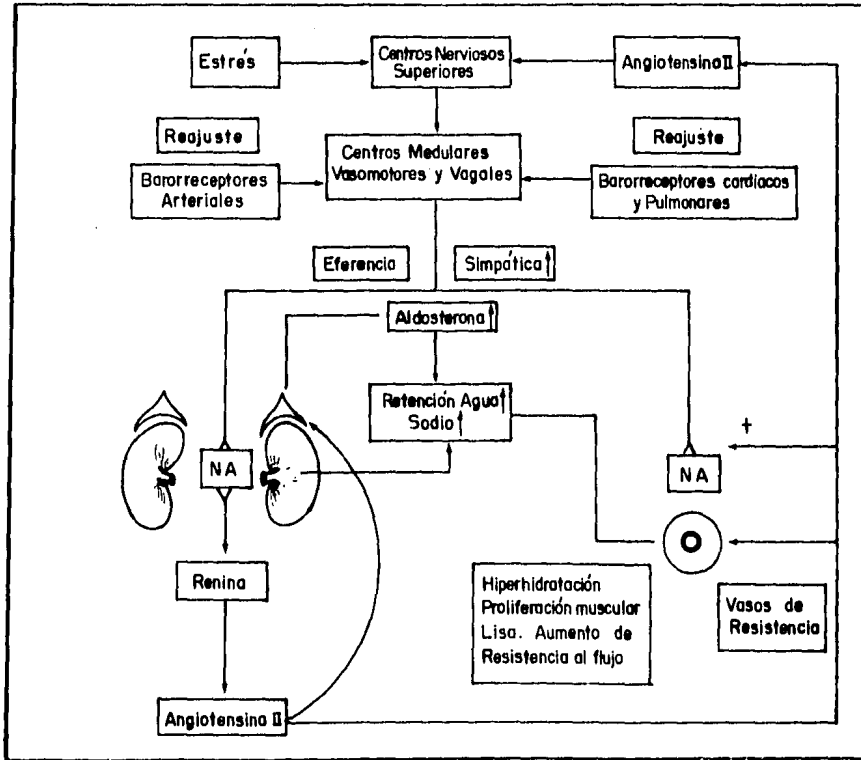 Estrés
Centros Nerviosos
Superiores
Angiotensina II
Reajuste
Reajuste
Centros Medulares
Vasomotores y Vagales
Barorreceptores
Arteriales
Barorreceptores cardíacos
y Pulmonares
Eferencia
Simpática ↑
Aldosterona ↑
Retención Agua ↑
Sodio ↑
+
NA
NA
Renina
Hiperhidratación
Proliferación muscular
Lisa. Aumento de
Resistencia al flujo
Vasos de
Resistencia
Angiotensina II